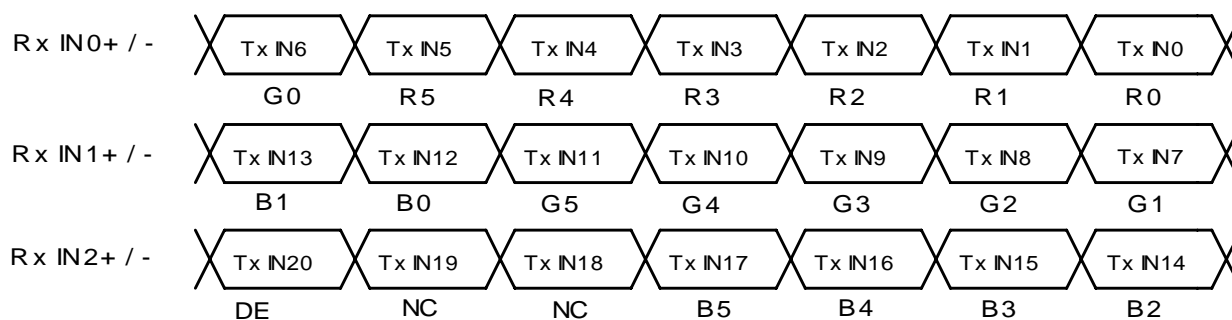 Rx IN0+ / - Tx IN6 Tx IN5 Tx IN4 Tx IN3 Tx IN2 Tx IN1 Tx IN0
G0 R5 R4 R3 R2 R1 R0
Rx IN1+ / - Tx IN13 Tx IN12 Tx IN11 Tx IN10 Tx IN9 Tx IN8 Tx IN7
B1 B0 G5 G4 G3 G2 G1
Rx IN2+ / - Tx IN20 Tx IN19 Tx IN18 Tx IN17 Tx IN16 Tx IN15 Tx IN14
DE NC NC B5 B4 B3 B2